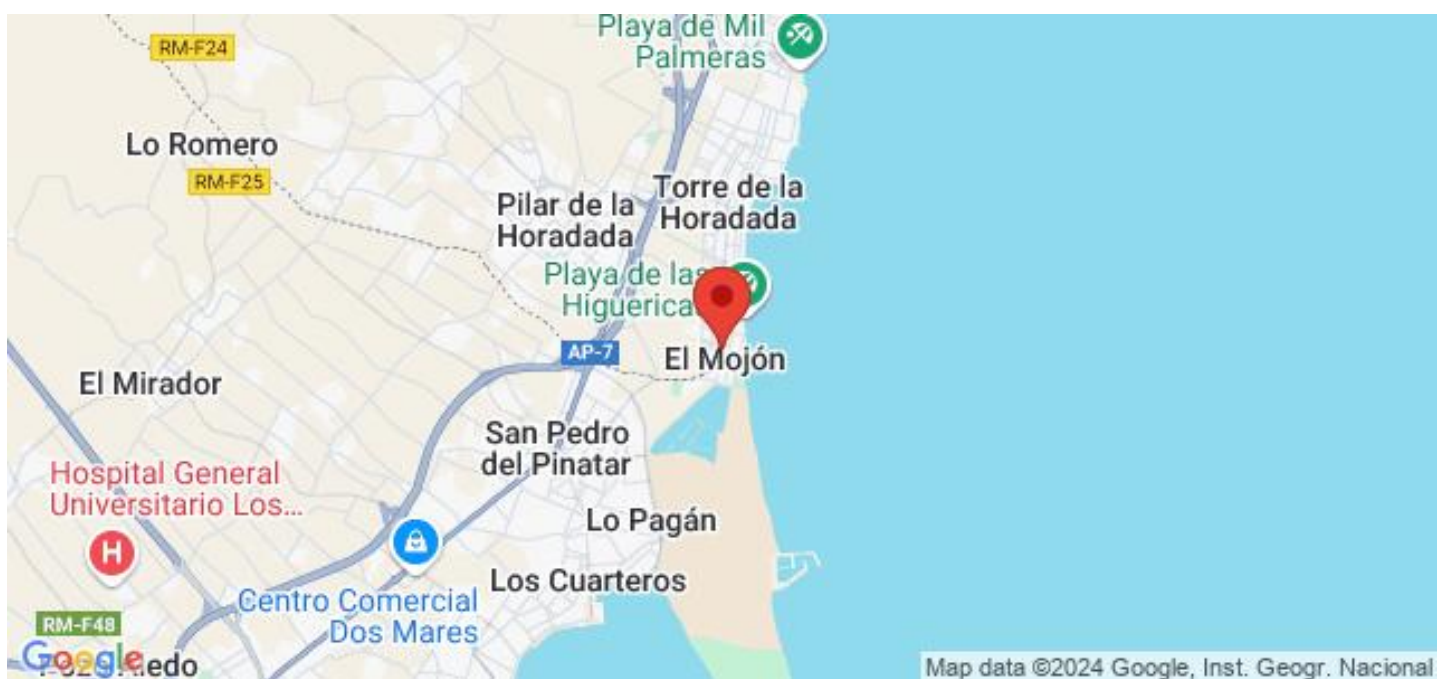 Playa de Mil
Palmeras
RM-F24
Lo Romero
RM-F25
Torre de la
Horadada
Pilar de la
Horadada
Playa de las
Higuerica
AP-7
El Mojón
El Mirador
San Pedro
del Pinatar
Hospital General
Universitario Los...
H
Lo Pagán
Los Cuarteros
Centro Comercial
Dos Mares
RM-F48
Google
edo
Map data ©2024 Google, Inst. Geogr. Nacional